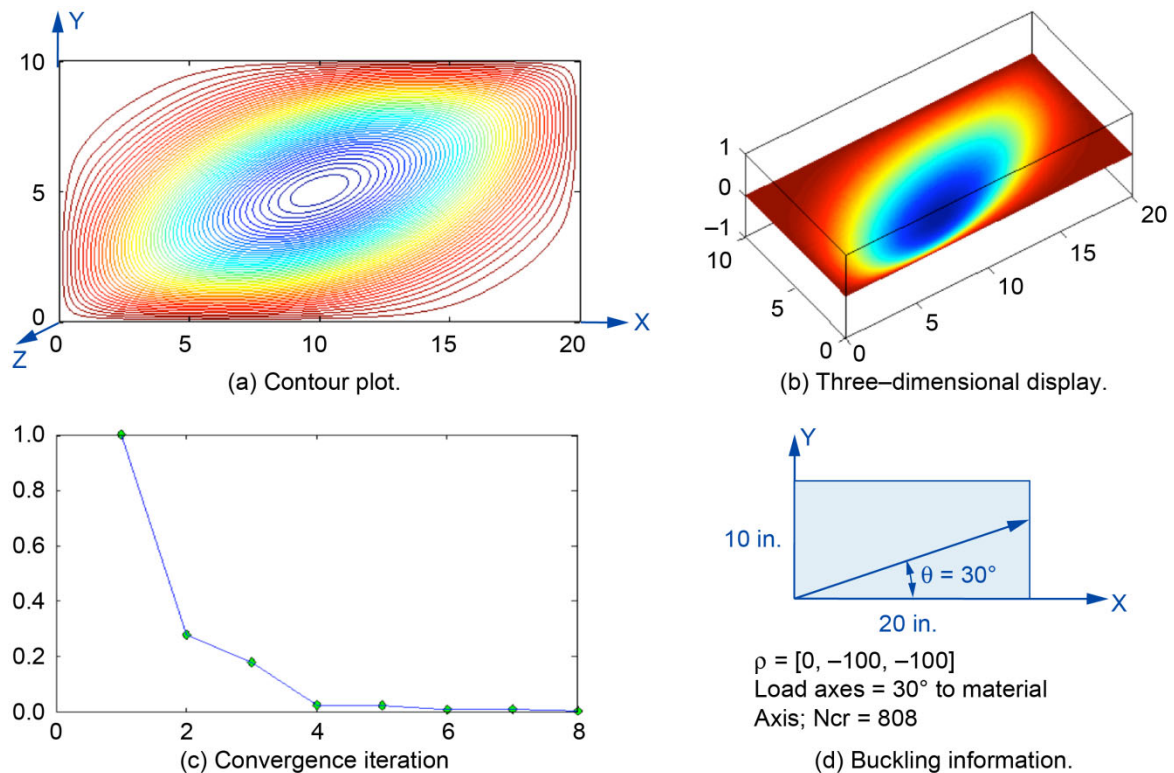 Y
10
5
0
Z
0
5
10
15
20
X
(a) Contour plot.
1
0
–1
10
5
0
0
5
10
15
20
(b) Three–dimensional display.
1.0
0.8
0.6
0.4
0.2
0.0
0
2
4
6
8
(c) Convergence iteration
Y
10 in.
θ = 30°
X
20 in.
ρ = [0, –100, –100]
Load axes = 30° to material
Axis; Ncr = 808
(d) Buckling information.